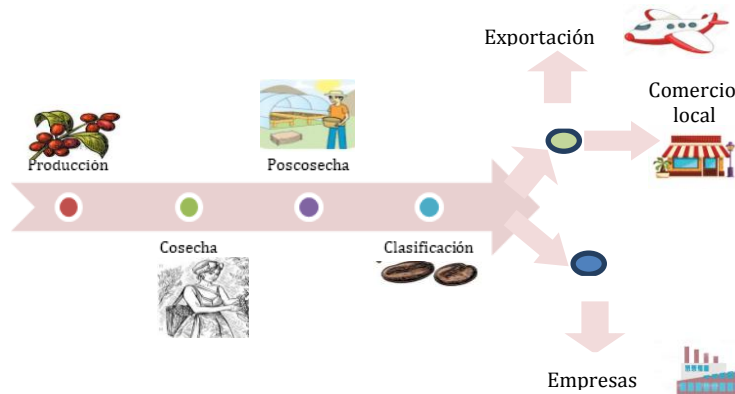 Exportación
Comercio
local
Producción
Poscosecha
Cosecha
Clasificación
Empresas